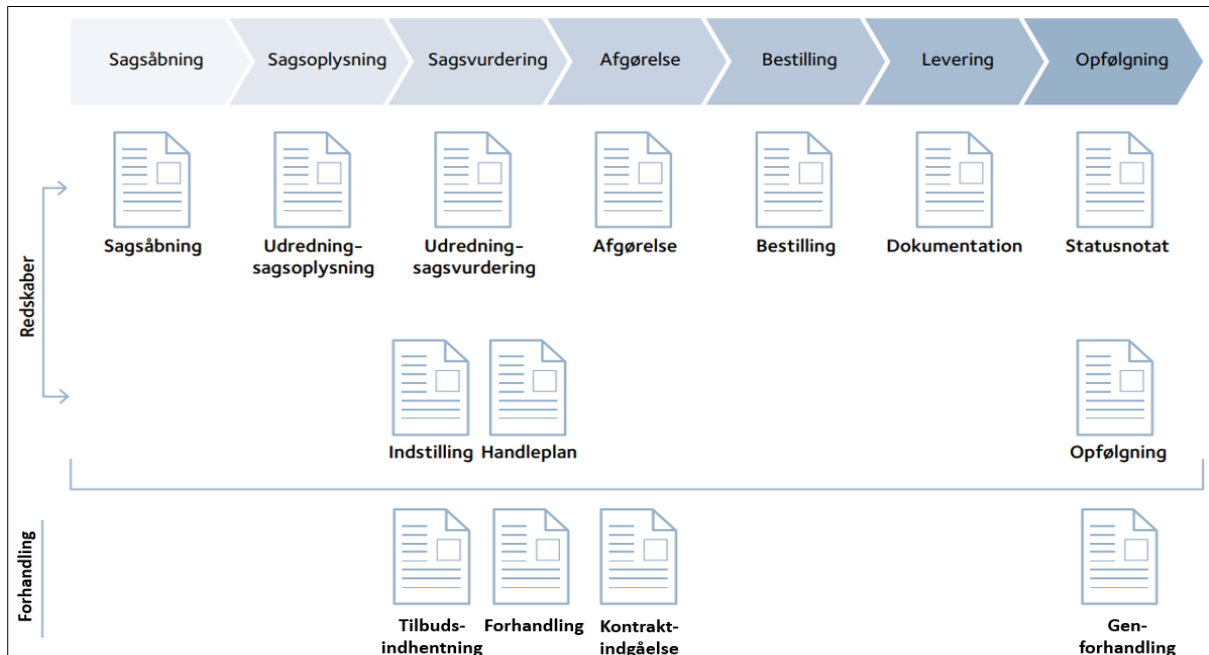 Sagsåbning
Sagsoplysning
Sagsvurdering
Afgørelse
Bestilling
Levering
Opfølgning
Redskaber
Sagsåbning
Udredning-
sagsoplysning
Udredning-
sagsvurdering
Afgørelse
Bestilling
Dokumentation
Statusnotat
Indstilling
Handleplan
Opfølgning
Forhandling
Tilbuds-
indhentning
Forhandling
Kontrakt-
indgåelse
Gen-
forhandling